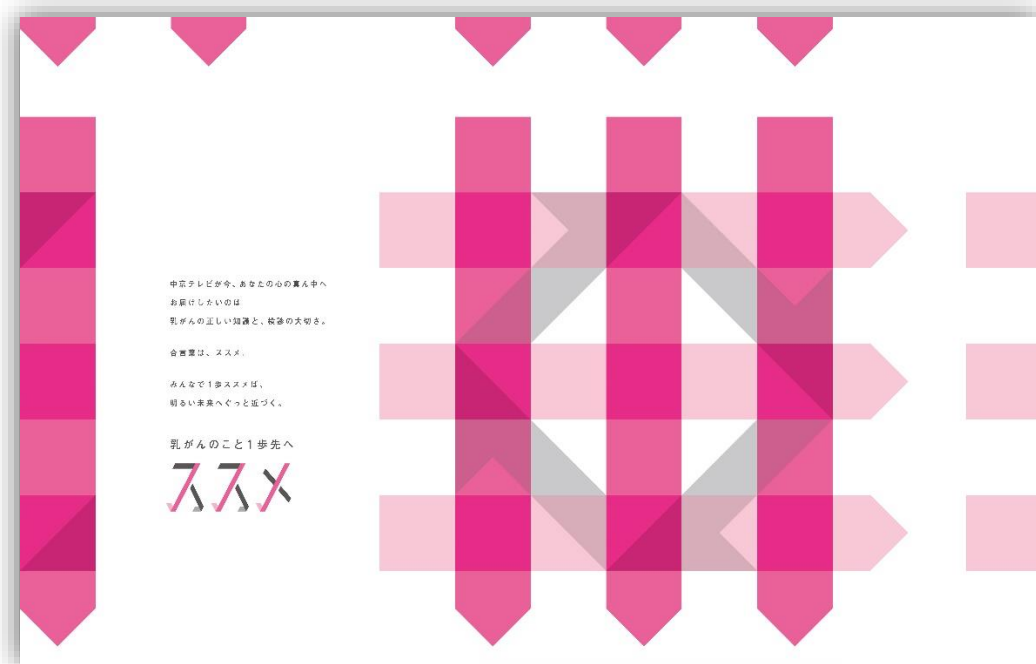 中京テレビが今、あなたの心の真ん中へ
お届けしたいのは
乳がんの正しい知識と、検診の大切さ。
合言葉は、ススメ。
みんなで1歩ススメば、
明るい未来へぐっと近づく。
乳がんのこと1歩先へ
ススメ